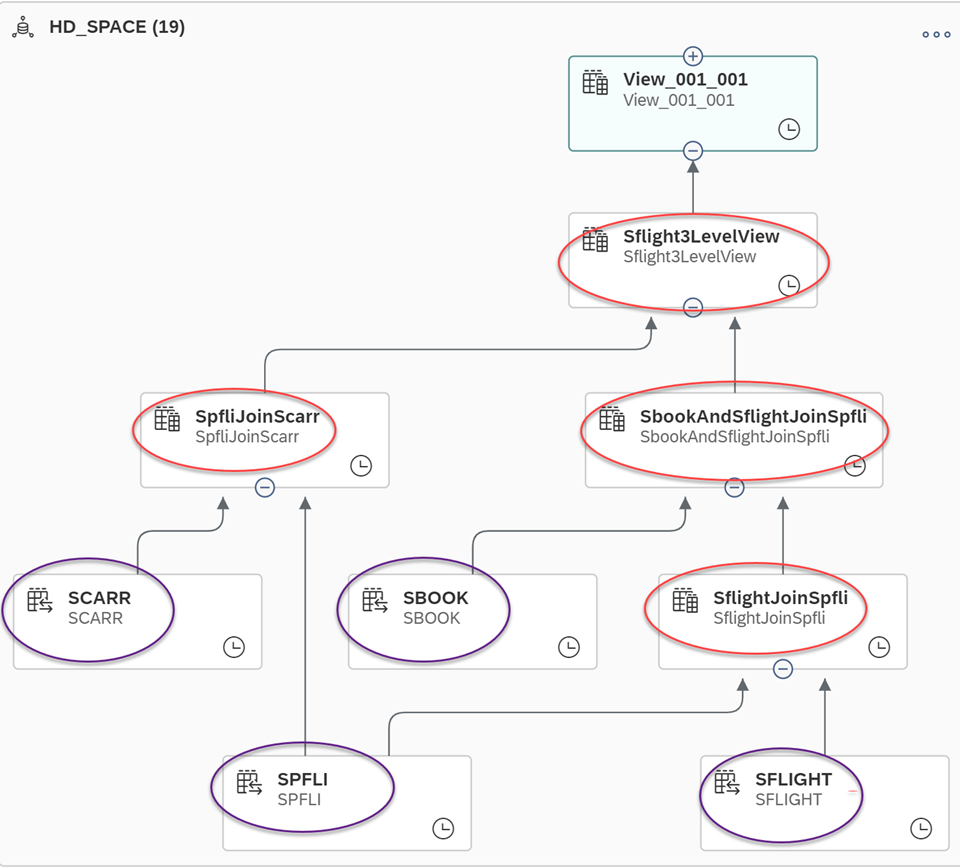 HD_SPACE (19)
View_001_001
View_001_001
Sflight3LevelView
Sflight3LevelView
SpfliJoinScarr
SpfliJoinScarr
SbookAndSflightJoinSpfli
SbookAndSflightJoinSpfli
SCARR
SCARR
SBOOK
SBOOK
SflightJoinSpfli
SflightJoinSpfli
SPFLI
SPFLI
SFLIGHT
SFLIGHT